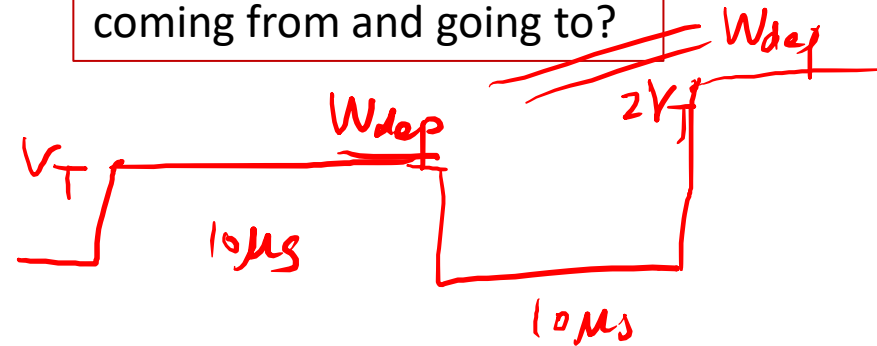 coming from and going to?
Wdep
Wdep
2VT
VT
10μs
10μs